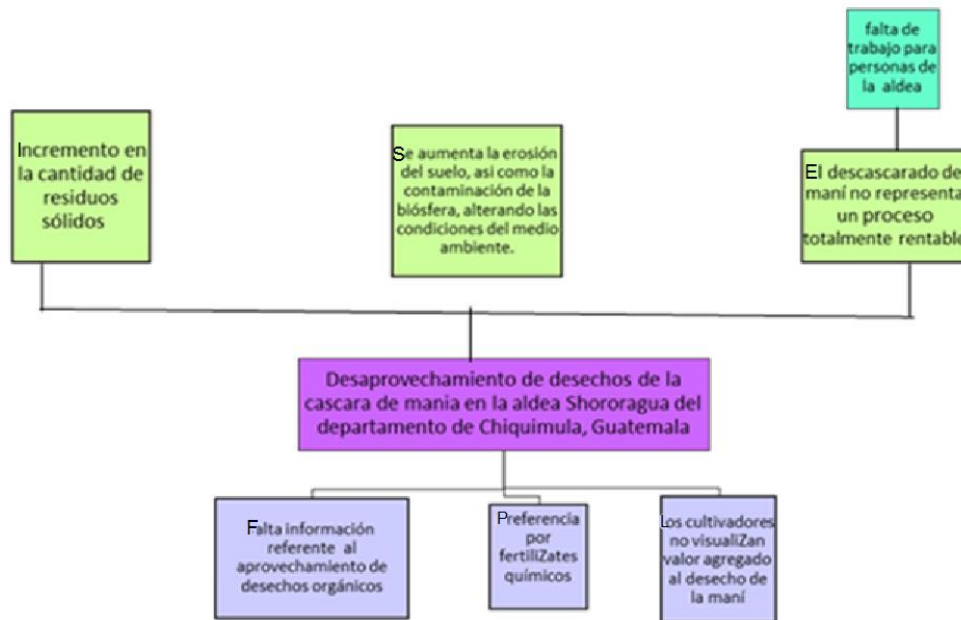 falta de
trabajo para
personas de
la aldea
Incremento en
la cantidad de
residuos
sólidos
Se aumenta la erosión
del suelo, asi como la
contaminación de la
biósfera, alterando las
condiciones del medio
ambiente.
El descascarado de
maní no representa
un proceso
totalmente rentable
Desaprovechamiento de desechos de la
cascara de mania en la aldea Shororagua del
departamento de Chiquimula, Guatemala
Falta información
referente al
aprovechamiento de
desechos orgánicos
Preferencia
por
fertiliZates
químicos
Los cultivadores
no visualiZan
valor agregado
al desecho de
la maní